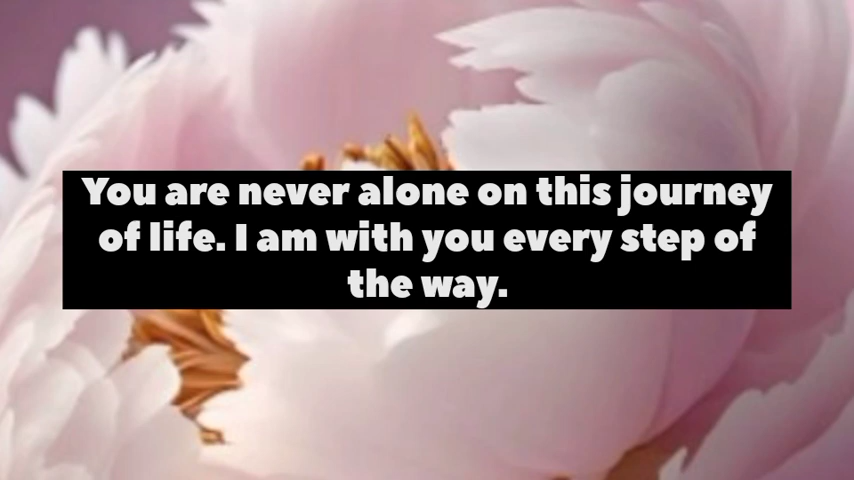 You are never alone on this journey
of life. I am with you every step of
the way.